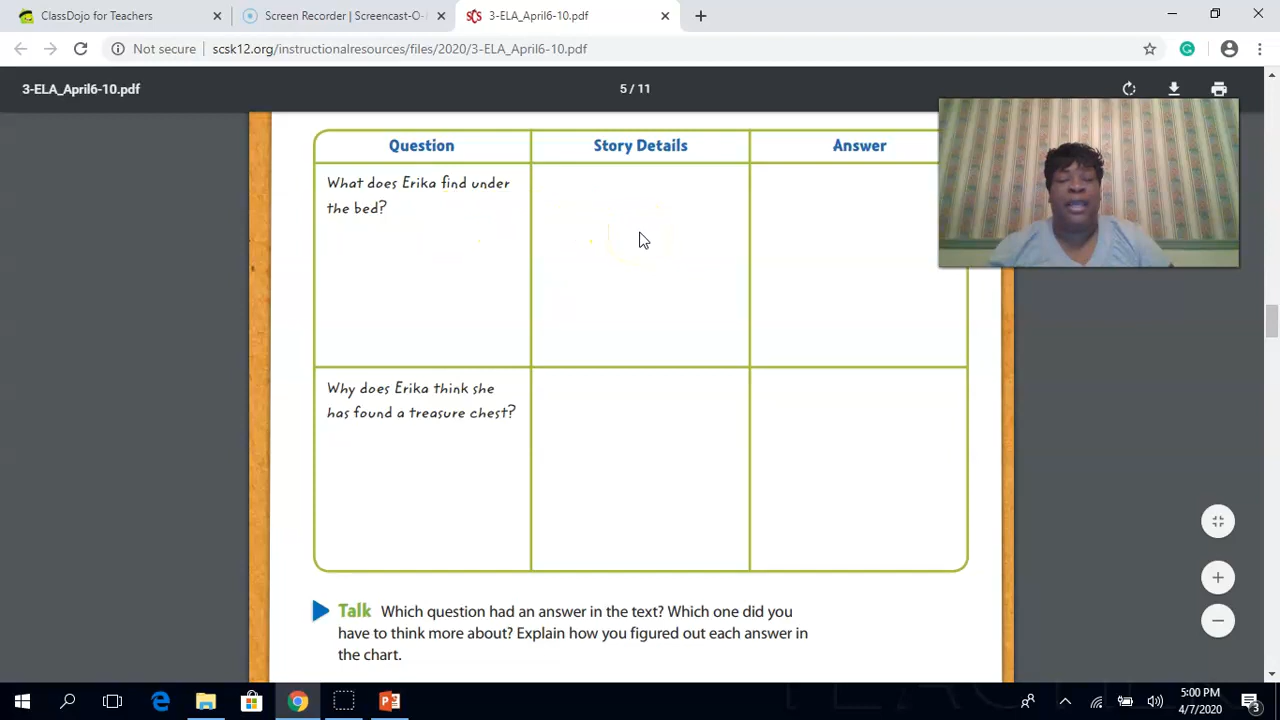 ClassDojo for Teachers
Screen Recorder | Screencast-O-
3-ELA_April6-10.pdf
Not secure
scsk12.org/instructionalresources/files/2020/3-ELA_April6-10.pdf
3-ELA_April6-10.pdf
5 / 11
Question
Story Details
Answer
What does Erika find under
the bed?
Why does Erika think she
has found a treasure chest?
Talk Which question had an answer in the text? Which one did you
have to think more about? Explain how you figured out each answer in
the chart.
5:00 PM
4/7/2020
3